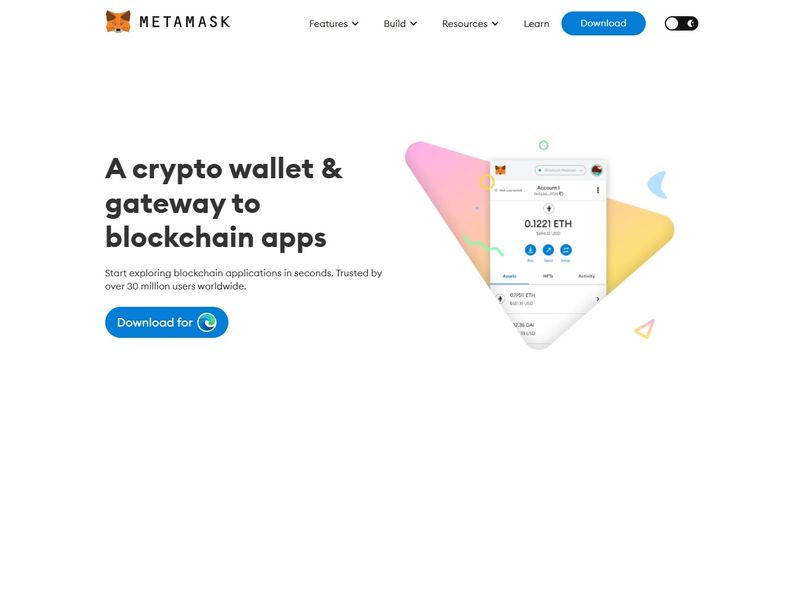 METAMASK
Features
Build
Resources
Learn
Download
A crypto wallet &
gateway to
blockchain apps
Start exploring blockchain applications in seconds. Trusted by
over 30 million users worldwide.
Download for
Ethereum Mainnet
Not connected
Account 1
0.1221 ETH
Buy
Send
Swap
Assets
NFTs
Activity
0.1951 ETH
DAI
USD